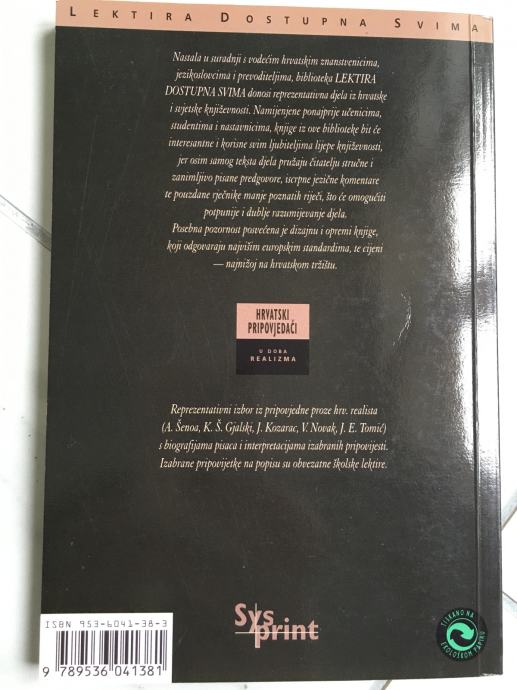 LEKTIRA DOSTUPNA SVIMA
Nastala u suradnji s vodećim hrvatskim znanstvenicima,
jezikoslovcima i prevoditeljima, biblioteka LEKTIRA
DOSTUPNA SVIMA donosi reprezentativna djela iz hrvatske
i svjetske književnosti. Namijenjene ponajprije učenicima,
studentima i nastavnicima, knjige iz ove biblioteke bit će
interesantne i korisne svim ljubiteljima lijepe književnosti,
jer osim samog teksta djela pružaju čitatelju stručne i
zanimljivo pisane predgovore, iscrpne jezične komentare
te pouzdane rječnike manje poznatih riječi, što će omogućiti
potpunije i dublje razumijevanje djela.
Posebna pozornost posvećena je dizajnu i opremi knjige,
koji odgovaraju najvišim europskim standardima, te cijeni
— najnižoj na hrvatskom tržištu.
HRVATSKI
PRIPOVJEDAČI
U DOBA
REALIZMA
Reprezentativni izbor iz pripovjedne proze hrv. realista
(A. Šenoa, K. Š. Gjalski, J. Kozarac, V. Novak, J. E. Tomić)
s biografijama pisaca i interpretacijama izabranih pripovijesti.
Izabrane pripovijetke na popisu su obvezatne školske lektire.
ISBN 953-6041-38-3
9 789536 041381
Sys
print
TISKANO NA
EKOLOŠKOM PAPIRU